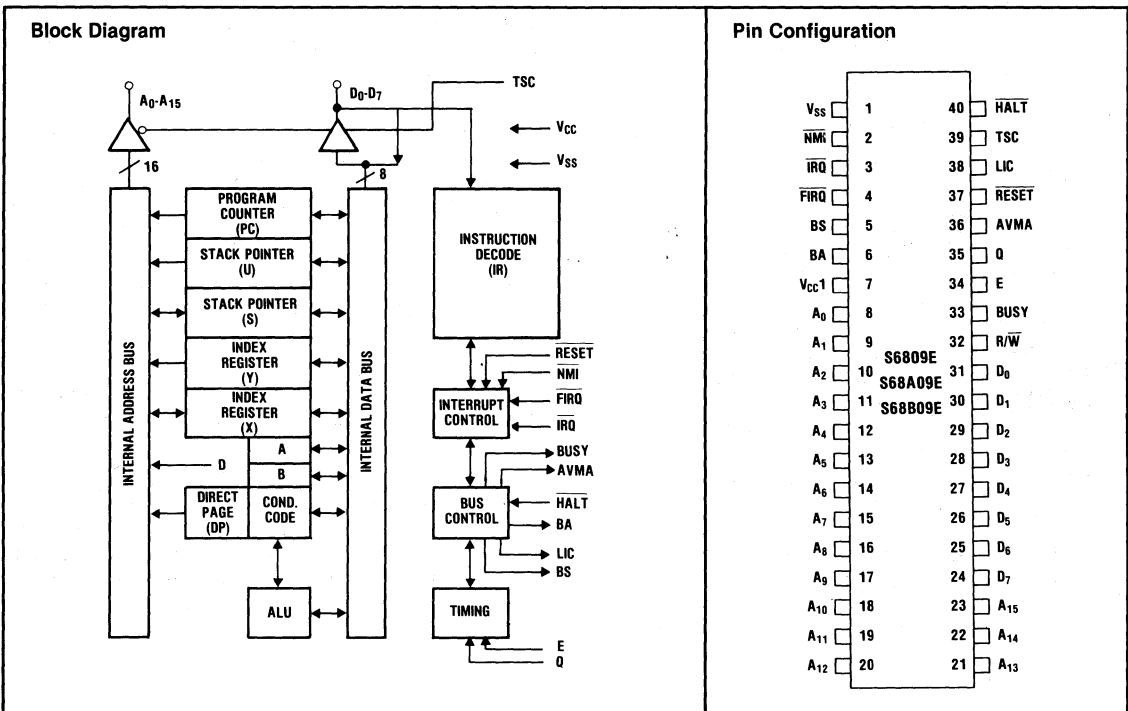 Block Diagram
A0-A15
D0-D7
TSC
VCC
VSS
16
8
INTERNAL ADDRESS BUS
PROGRAM
COUNTER
(PC)
STACK POINTER
(U)
STACK POINTER
(S)
INDEX
REGISTER
(Y)
INDEX
REGISTER
(X)
A
D
B
DIRECT
PAGE
(DP)
COND.
CODE
ALU
INTERNAL DATA BUS
INSTRUCTION
DECODE
(IR)
RESET
NMI
FIRQ
IRQ
INTERRUPT
CONTROL
BUSY
AVMA
HALT
BA
BUS
CONTROL
LIC
BS
TIMING
E
Q
Pin Configuration
VSS 1 40 HALT
NMI 2 39 TSC
IRQ 3 38 LIC
FIRQ 4 37 RESET
BS 5 36 AVMA
BA 6 35 Q
VCC1 7 34 E
A0 8 33 BUSY
A1 9 32 R/W
S6809E
A2 10 31 D0
S68A09E
A3 11 30 D1
S68B09E
A4 12 29 D2
A5 13 28 D3
A6 14 27 D4
A7 15 26 D5
A8 16 25 D6
A9 17 24 D7
A10 18 23 A15
A11 19 22 A14
A12 20 21 A13